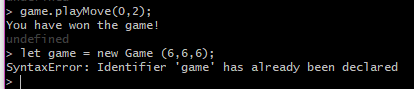 undefined
> game.playMove(0,2);
You have won the game!
undefined
> let game = new Game (6,6,6);
SyntaxError: Identifier 'game' has already been declared
>